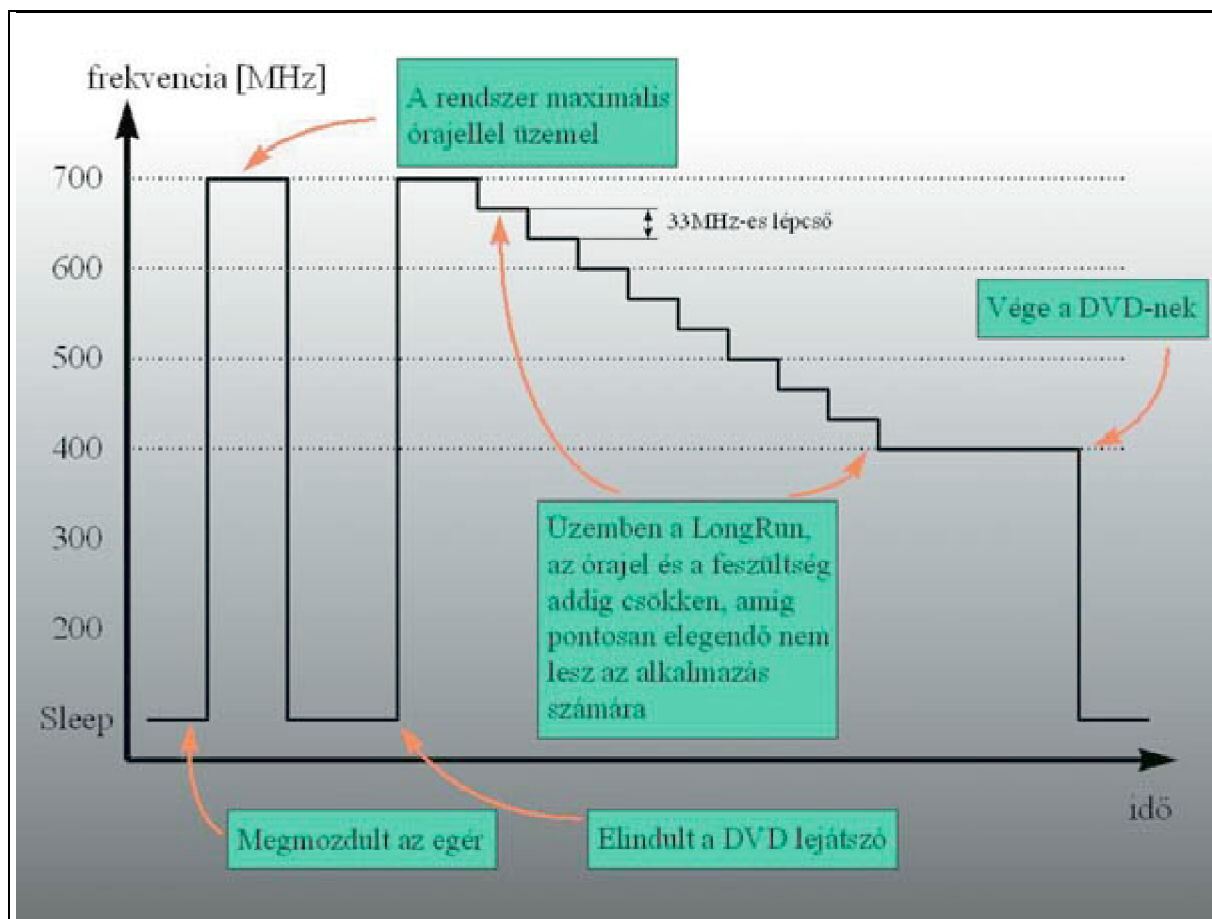 frekvencia [MHz]
A rendszer maximális
órajellel üzemel
700
33MHz-es lépcső
600
Vége a DVD-nek
500
400
Üzemben a LongRun,
az órajel és a feszültség
addig csökken, amig
pontosan elegendő nem
lesz az alkalmazás
számára
300
200
Sleep
idő
Megmozdult az egér
Elindult a DVD lejátszó